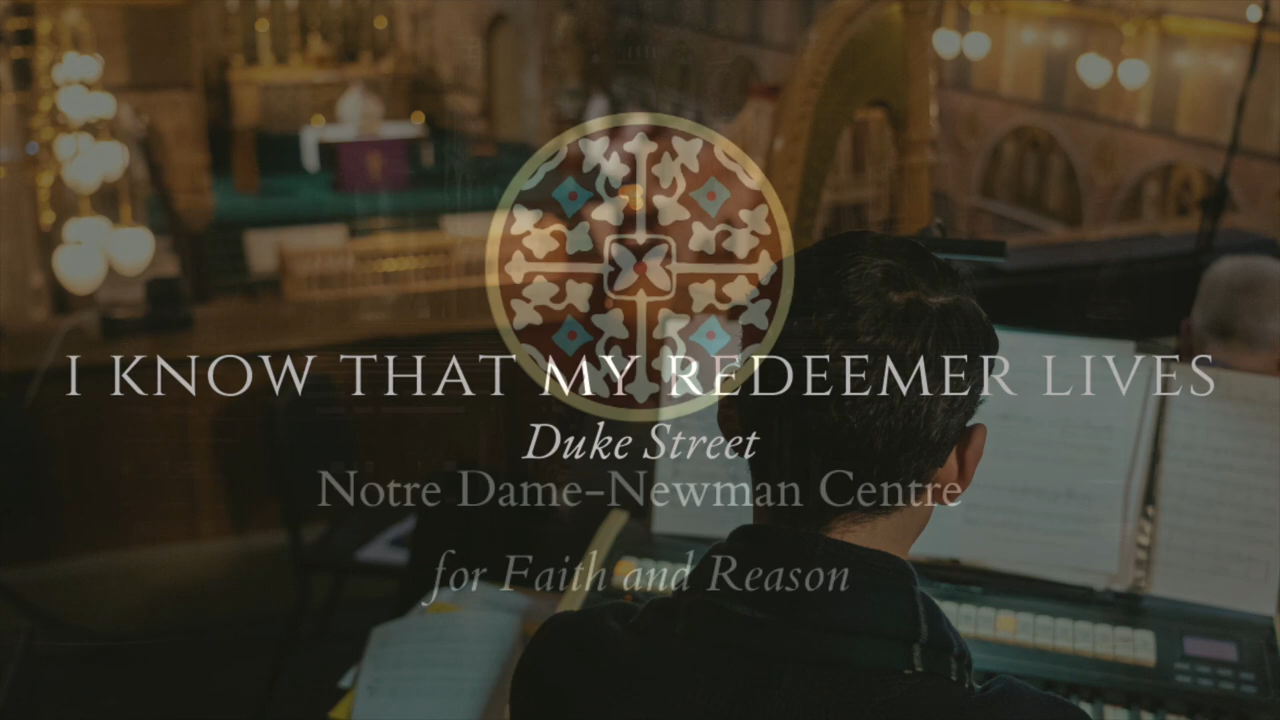 I KNOW THAT MY REDEEMER LIVES
Duke Street
Notre Dame-Newman Centre
for Faith and Reason